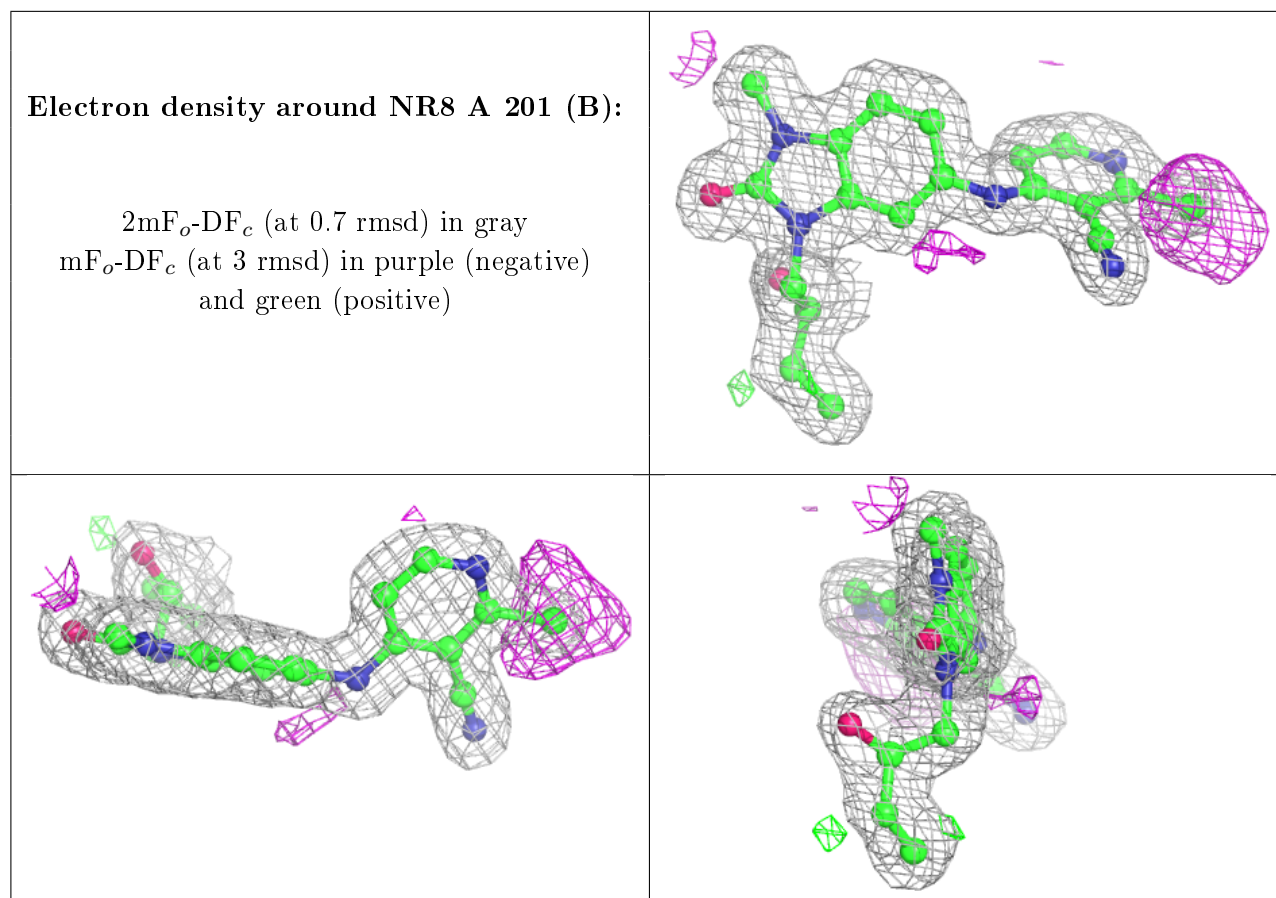 Electron density around NR8 A 201 (B):
2mFₒ-DF𝒸 (at 0.7 rmsd) in gray
mFₒ-DF𝒸 (at 3 rmsd) in purple (negative)
and green (positive)